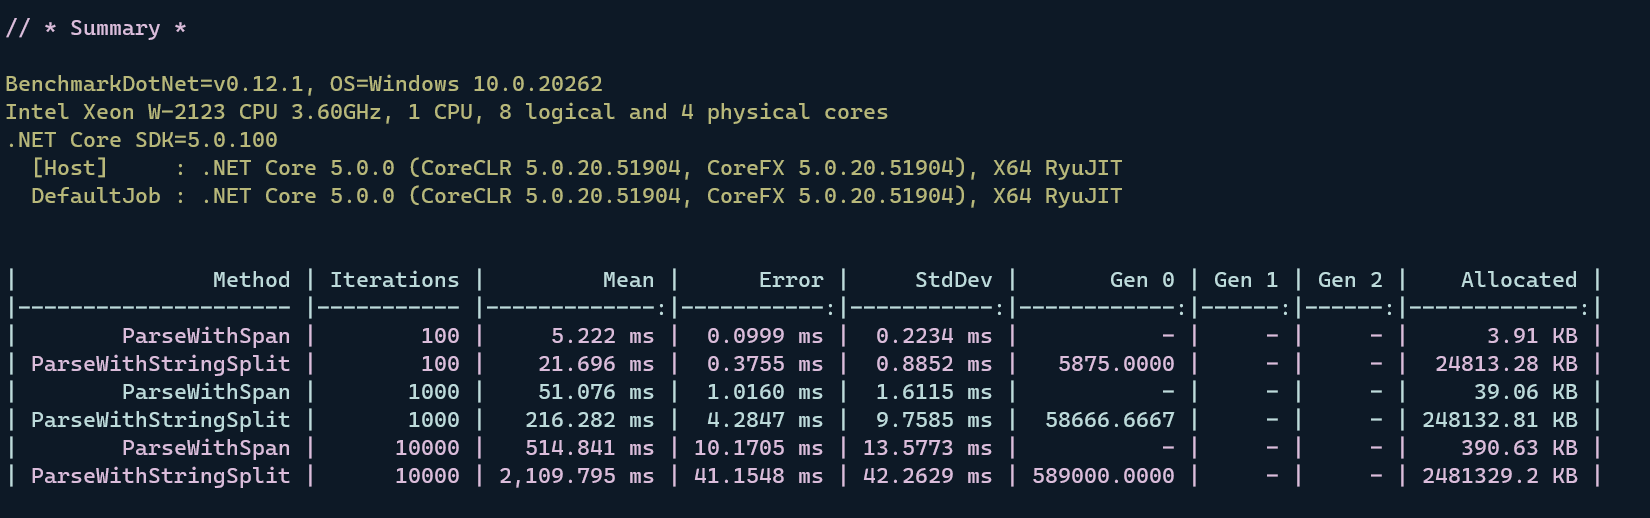 // * Summary *

BenchmarkDotNet=v0.12.1, OS=Windows 10.0.20262
Intel Xeon W-2123 CPU 3.60GHz, 1 CPU, 8 logical and 4 physical cores
.NET Core SDK=5.0.100
  [Host]     : .NET Core 5.0.0 (CoreCLR 5.0.20.51904, CoreFX 5.0.20.51904), X64 RyuJIT
  DefaultJob : .NET Core 5.0.0 (CoreCLR 5.0.20.51904, CoreFX 5.0.20.51904), X64 RyuJIT

|               Method | Iterations |         Mean |      Error |     StdDev |       Gen 0 | Gen 1 | Gen 2 |    Allocated |
|--------------------- |----------- |-------------:|-----------:|-----------:|------------:|------:|------:|-------------:|
|        ParseWithSpan |        100 |     5.222 ms |  0.0999 ms |  0.2234 ms |           - |     - |     - |      3.91 KB |
| ParseWithStringSplit |        100 |    21.696 ms |  0.3755 ms |  0.8852 ms |   5875.0000 |     - |     - |  24813.28 KB |
|        ParseWithSpan |       1000 |    51.076 ms |  1.0160 ms |  1.6115 ms |           - |     - |     - |     39.06 KB |
| ParseWithStringSplit |       1000 |   216.282 ms |  4.2847 ms |  9.7585 ms |  58666.6667 |     - |     - | 248132.81 KB |
|        ParseWithSpan |      10000 |   514.841 ms | 10.1705 ms | 13.5773 ms |           - |     - |     - |    390.63 KB |
| ParseWithStringSplit |      10000 | 2,109.795 ms | 41.1548 ms | 42.2629 ms | 589000.0000 |     - |     - | 2481329.2 KB |